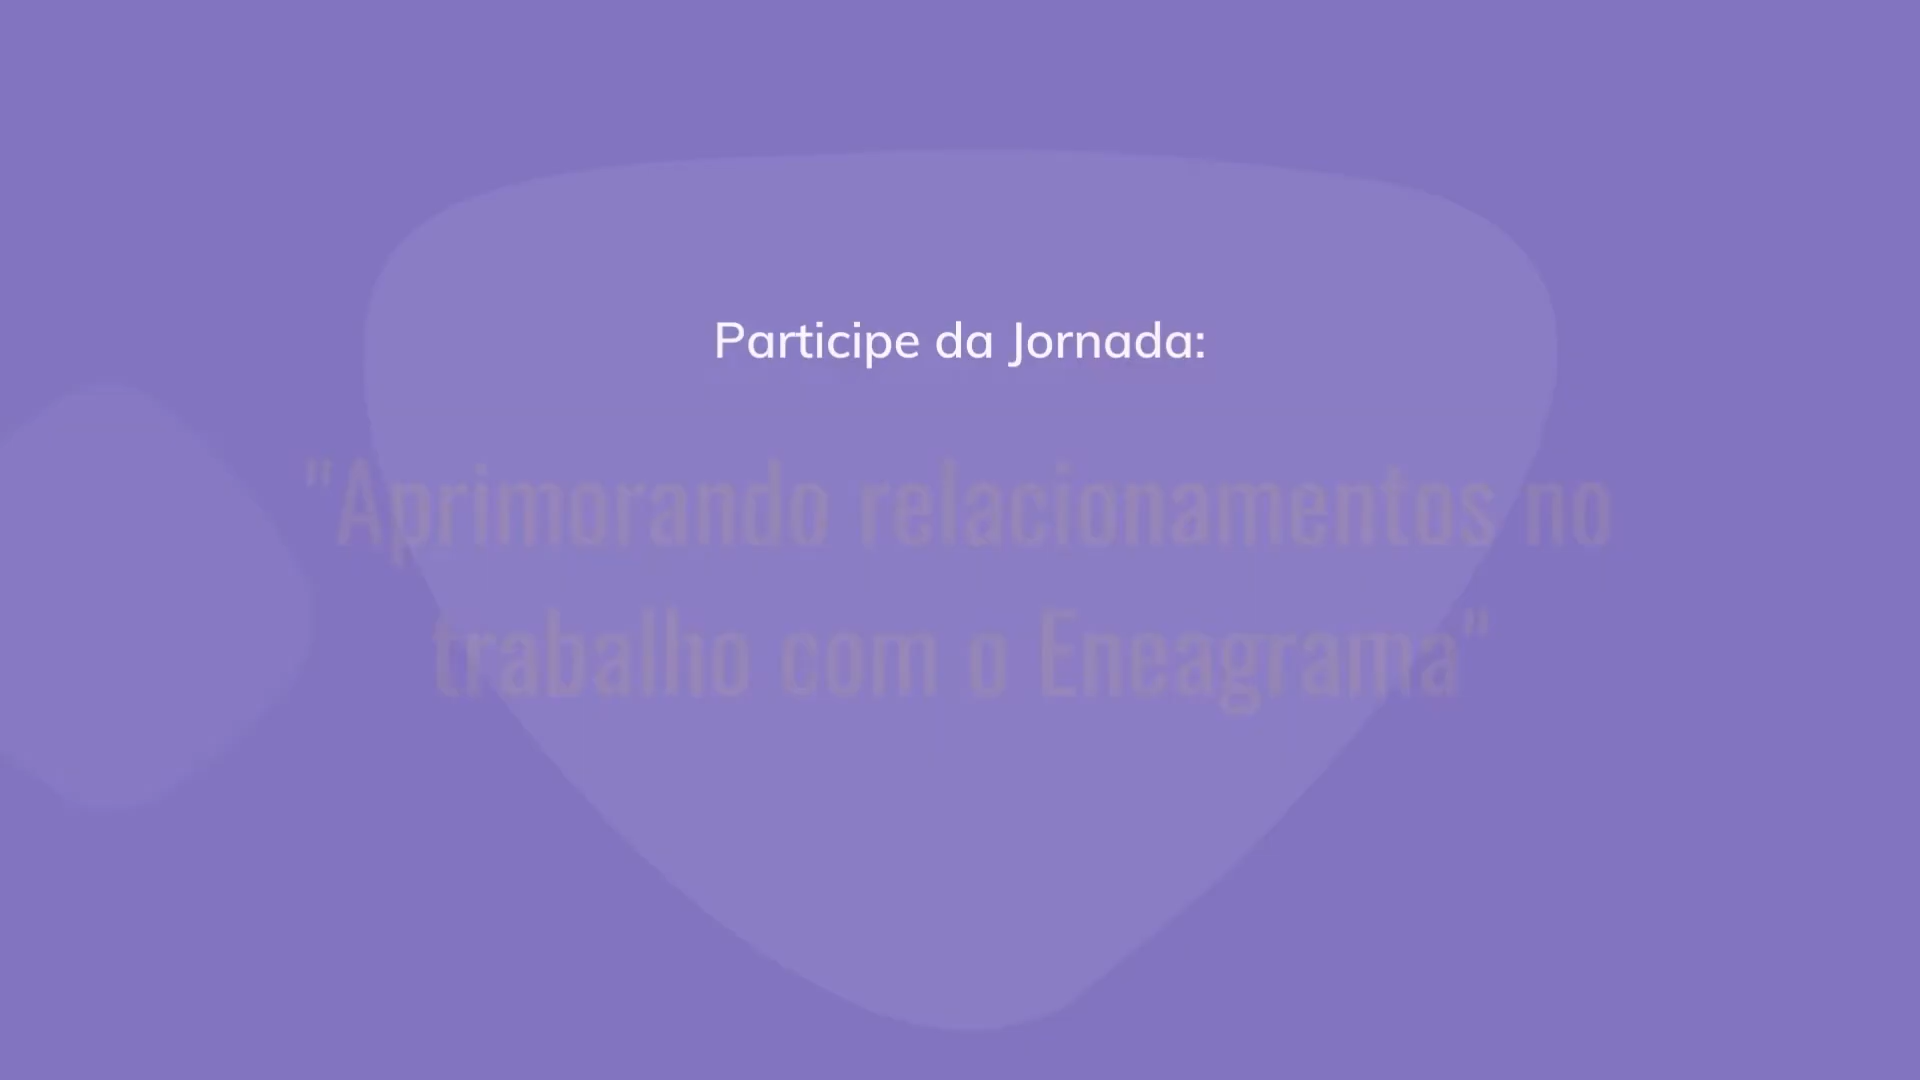 Participe da Jornada:
"Aprimorando relacionamentos no
trabalho com o Eneagrama"